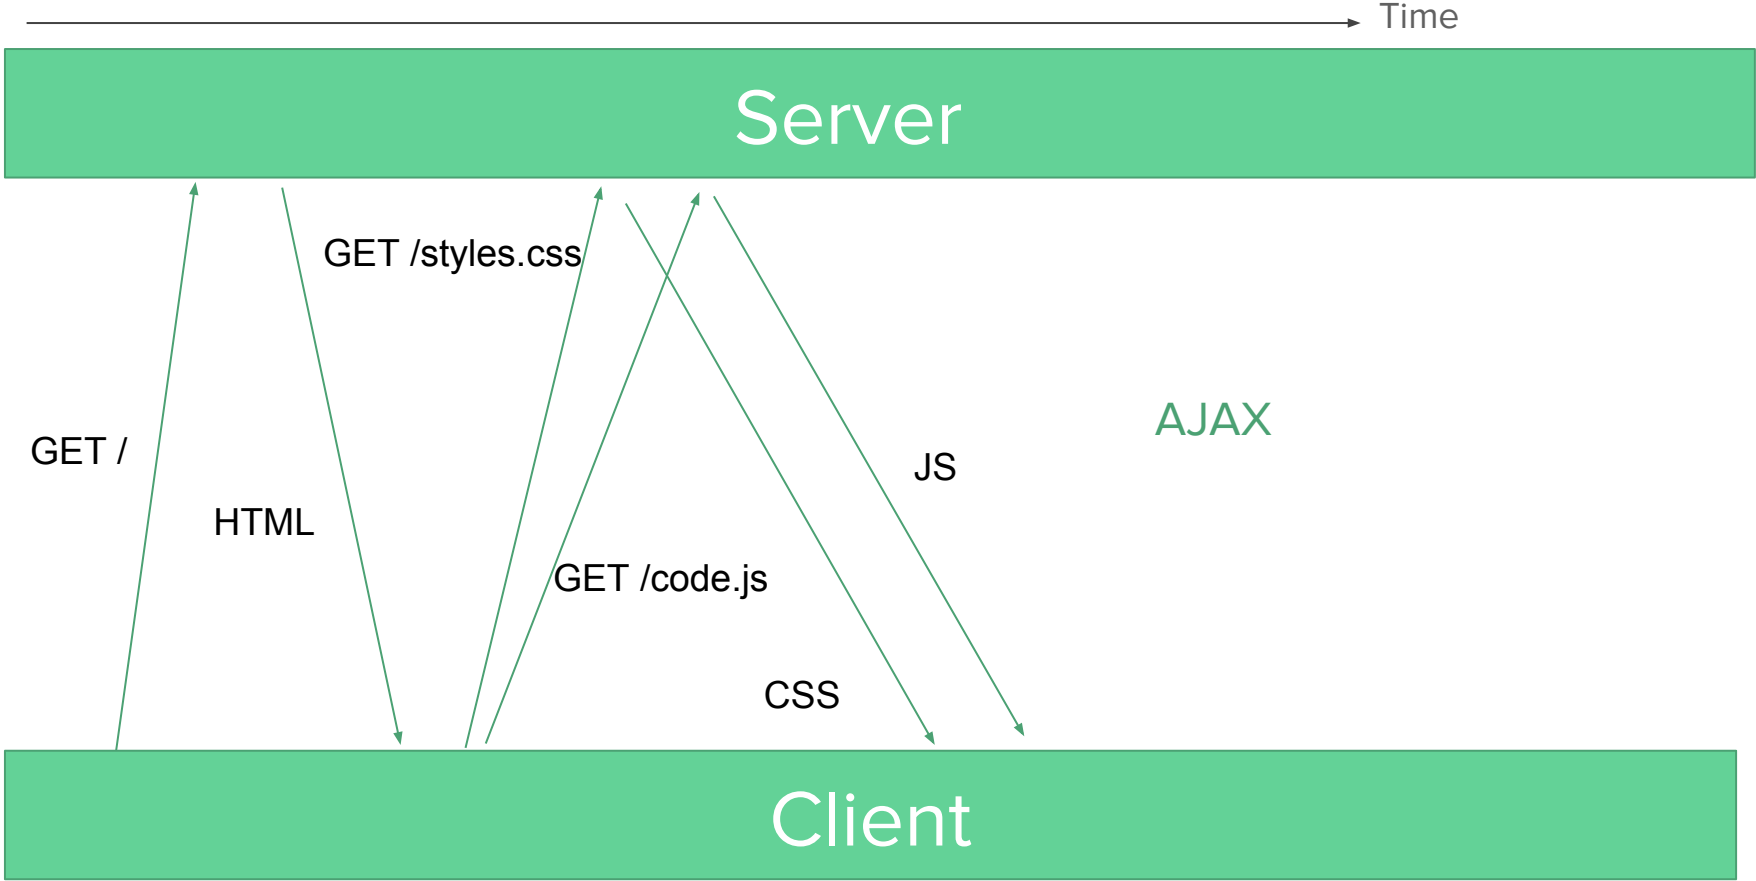 Time
Server
GET /styles.css
AJAX
GET /
JS
HTML
GET /code.js
CSS
Client